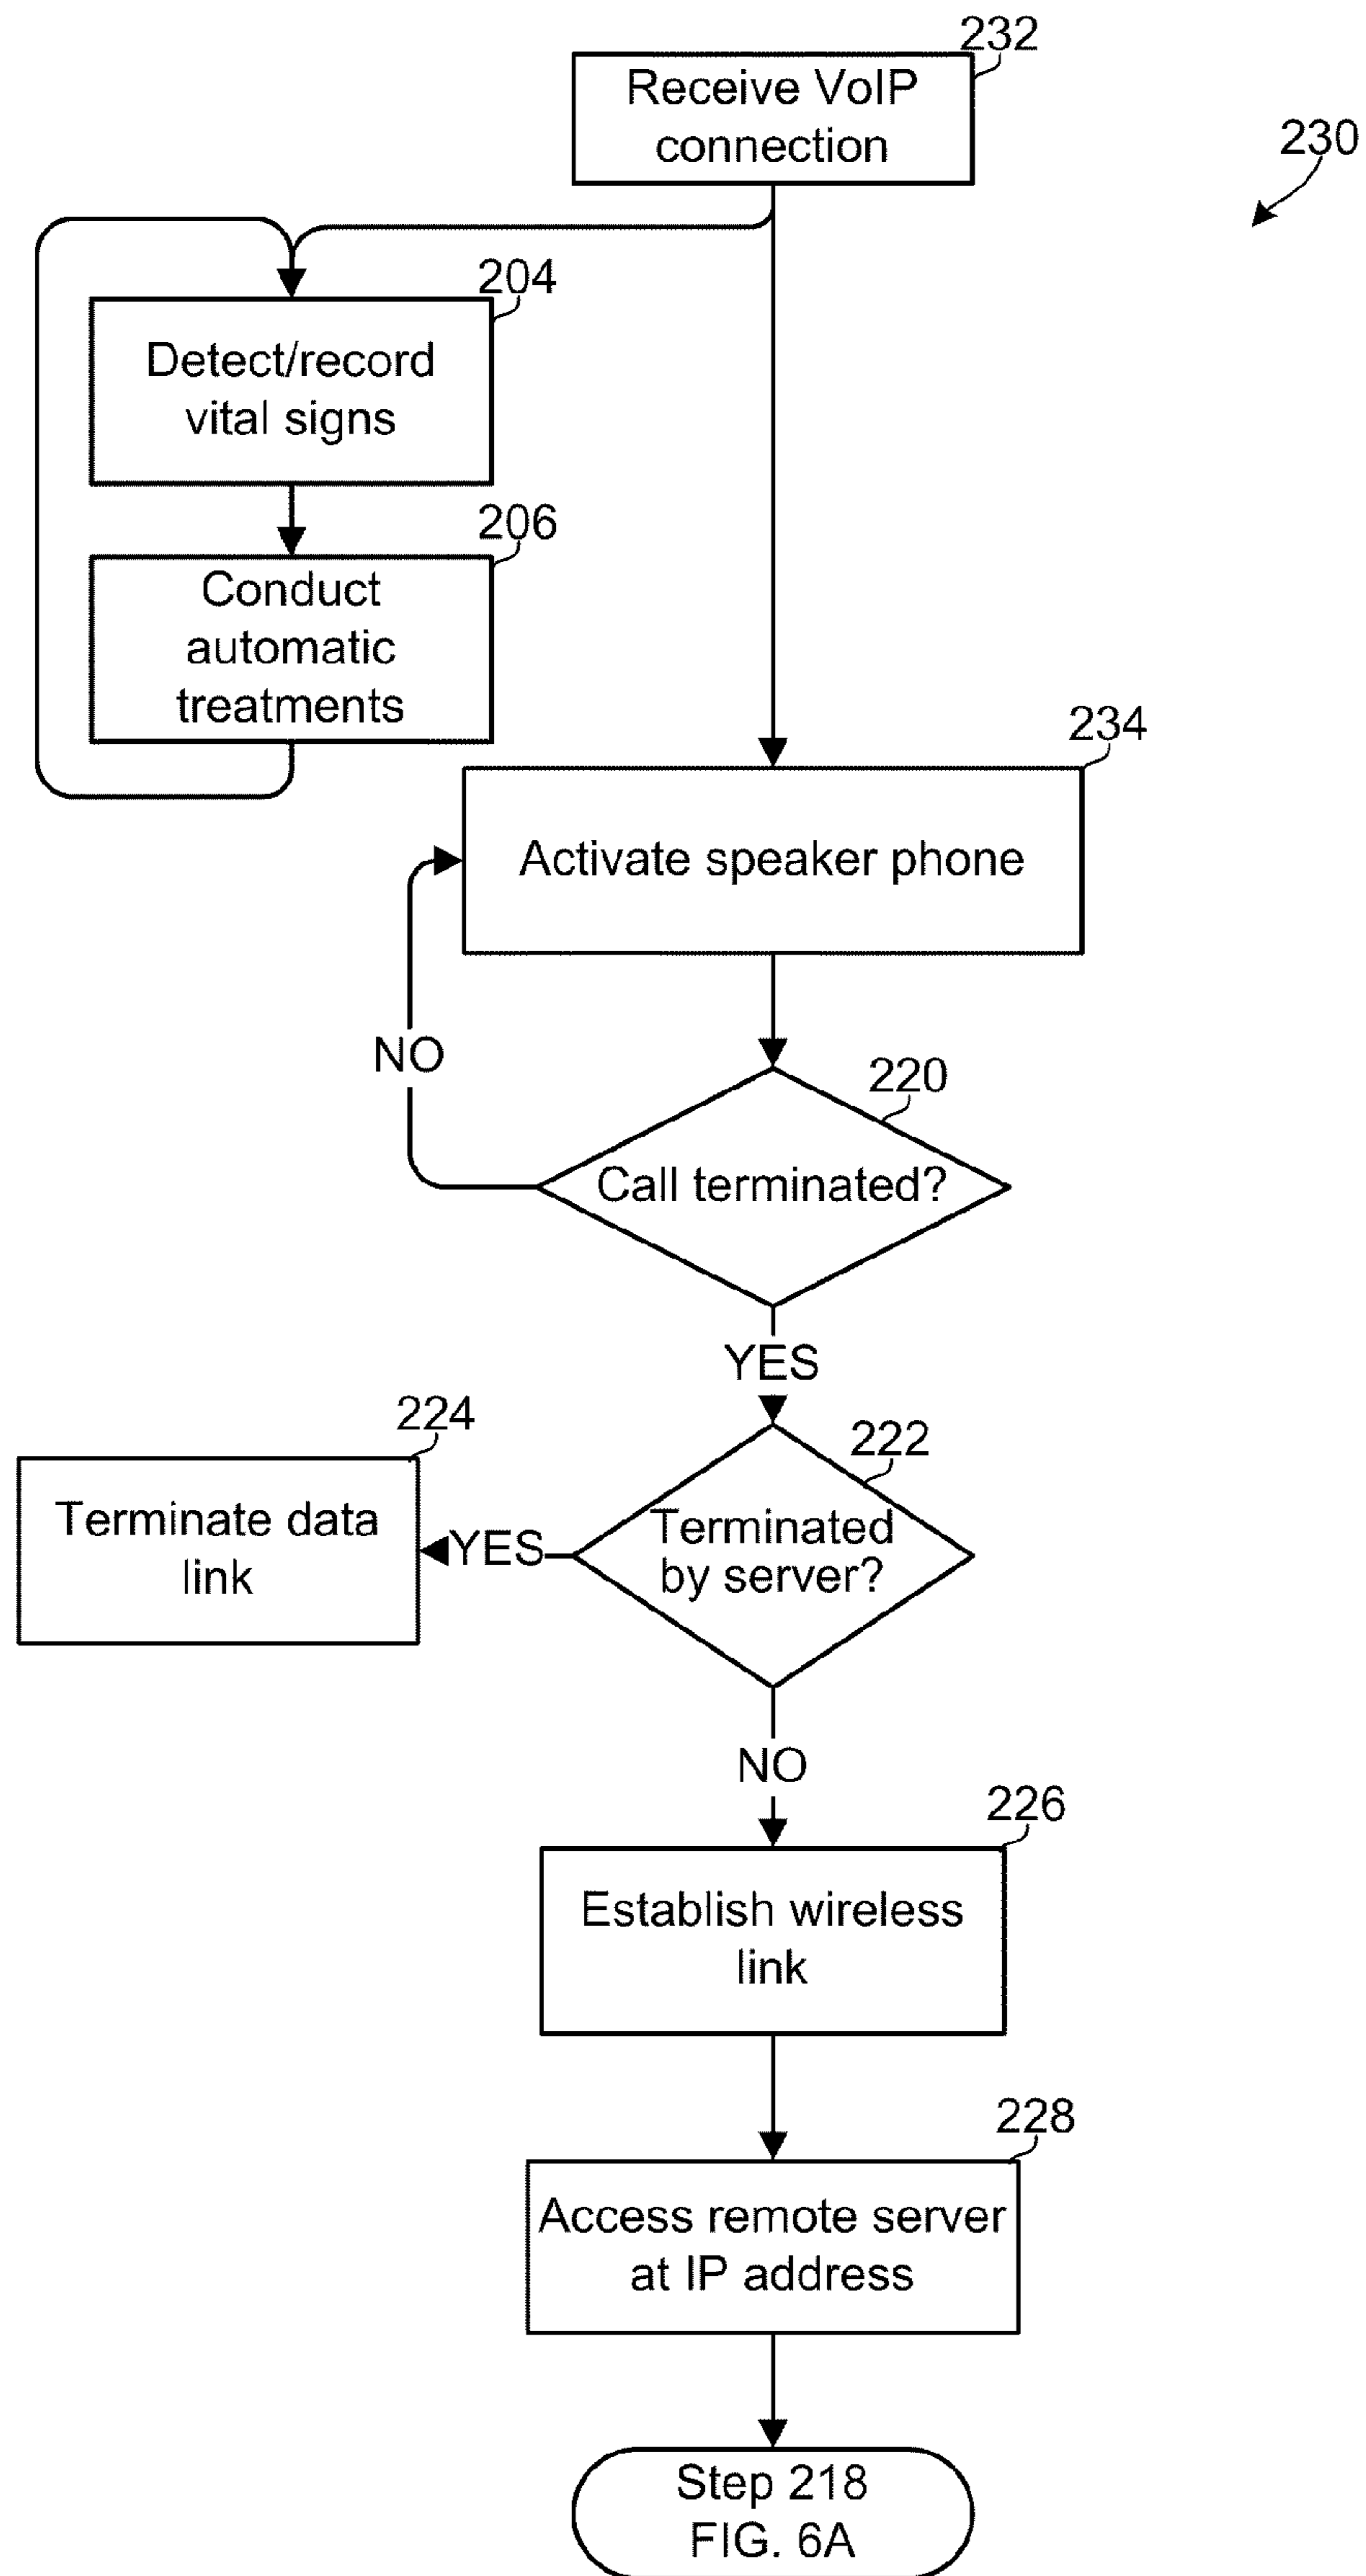 232
Receive VoIP
connection
230
204
Detect/record
vital signs
206
Conduct
automatic
treatments
234
Activate speaker phone
NO
220
Call terminated?
YES
224
Terminate data
link
YES
222
Terminated
by server?
NO
226
Establish wireless
link
228
Access remote server
at IP address
Step 218
FIG. 6A